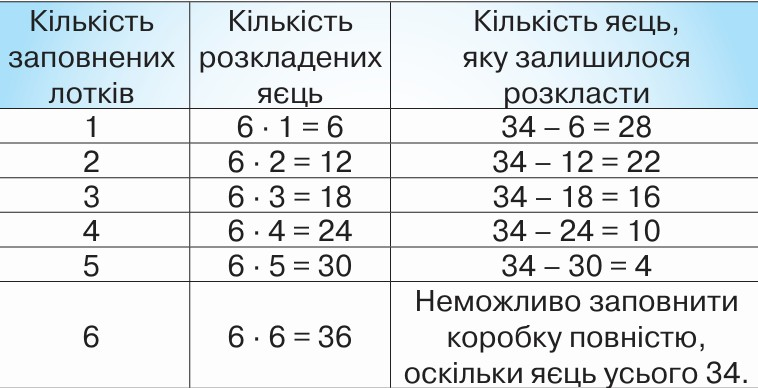 Кількість заповнених лотків
Кількість розкладених яєць
Кількість яєць, яку залишилося розкласти
1 6 · 1 = 6 34 – 6 = 28
2 6 · 2 = 12 34 – 12 = 22
3 6 · 3 = 18 34 – 18 = 16
4 6 · 4 = 24 34 – 24 = 10
5 6 · 5 = 30 34 – 30 = 4
6 6 · 6 = 36 Неможливо заповнити
коробку повністю,
оскільки яєць усього 34.